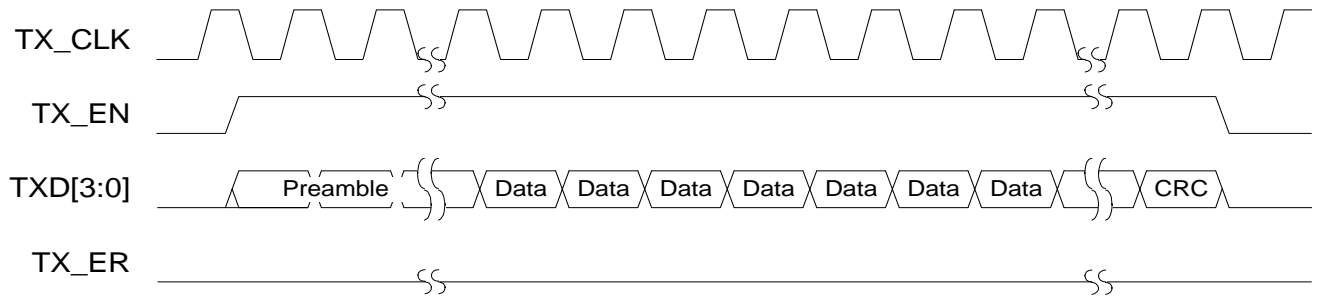 TX_CLK
TX_EN
TXD[3:0] Preamble Data Data Data Data Data Data Data CRC
TX_ER